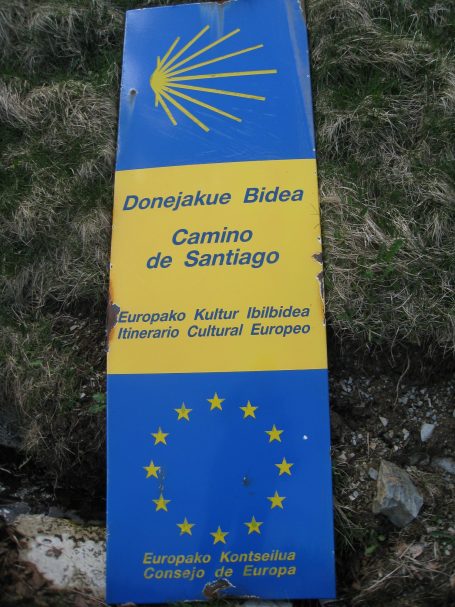 Donejakue Bidea
Camino
de Santiago
Europako Kultur Ibilbidea
Itinerario Cultural Europeo
Europako Kontseilua
Consejo de Europa